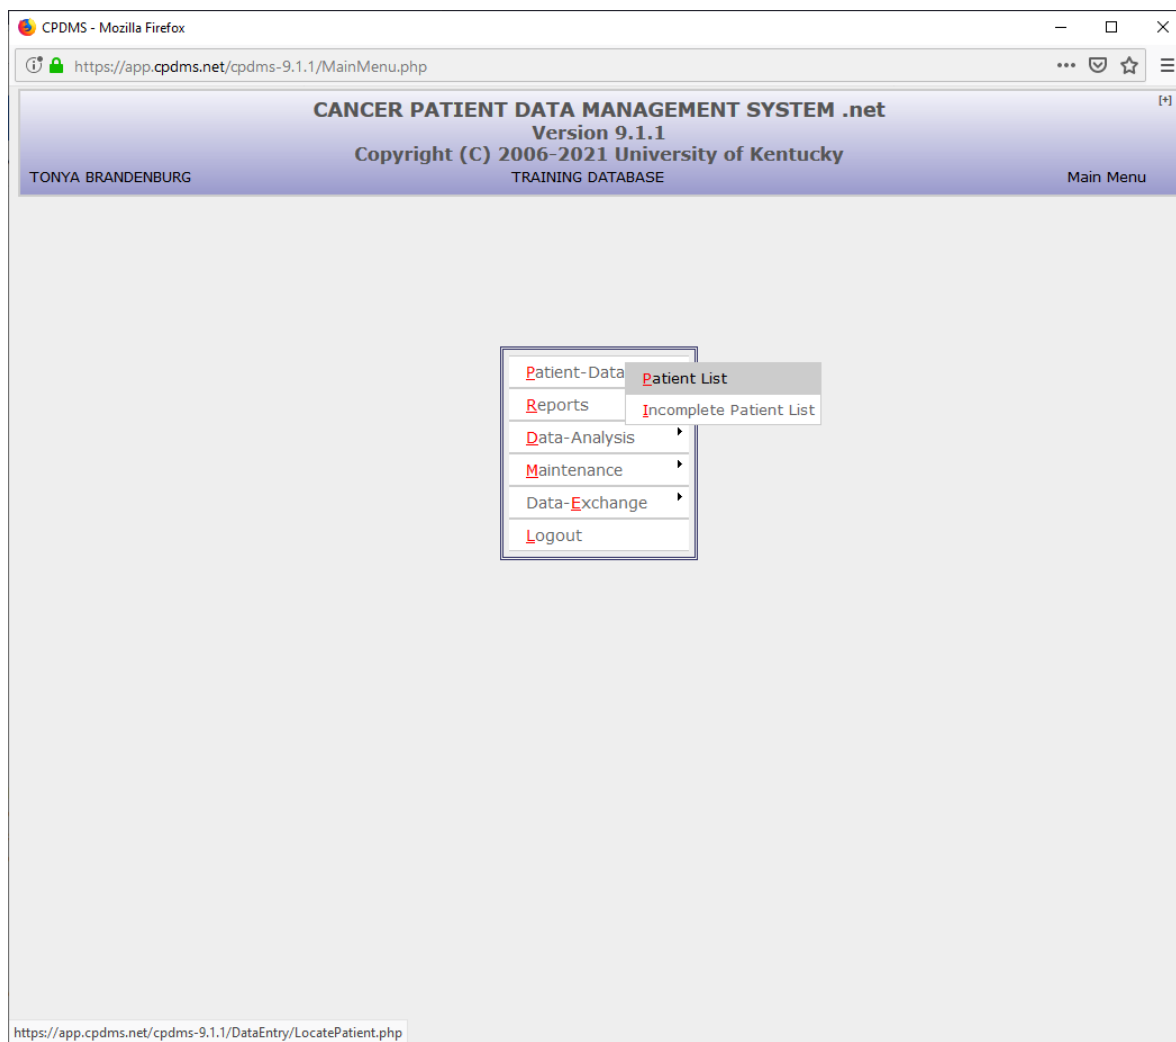 CPDMS - Mozilla Firefox
https://app.cpdms.net/cpdms-9.1.1/MainMenu.php
[+]
CANCER PATIENT DATA MANAGEMENT SYSTEM .net
Version 9.1.1
Copyright (C) 2006-2021 University of Kentucky
TONYA BRANDENBURG TRAINING DATABASE Main Menu
Patient-Data
Patient List
Reports
Incomplete Patient List
Data-Analysis
Maintenance
Data-Exchange
Logout
https://app.cpdms.net/cpdms-9.1.1/DataEntry/LocatePatient.php